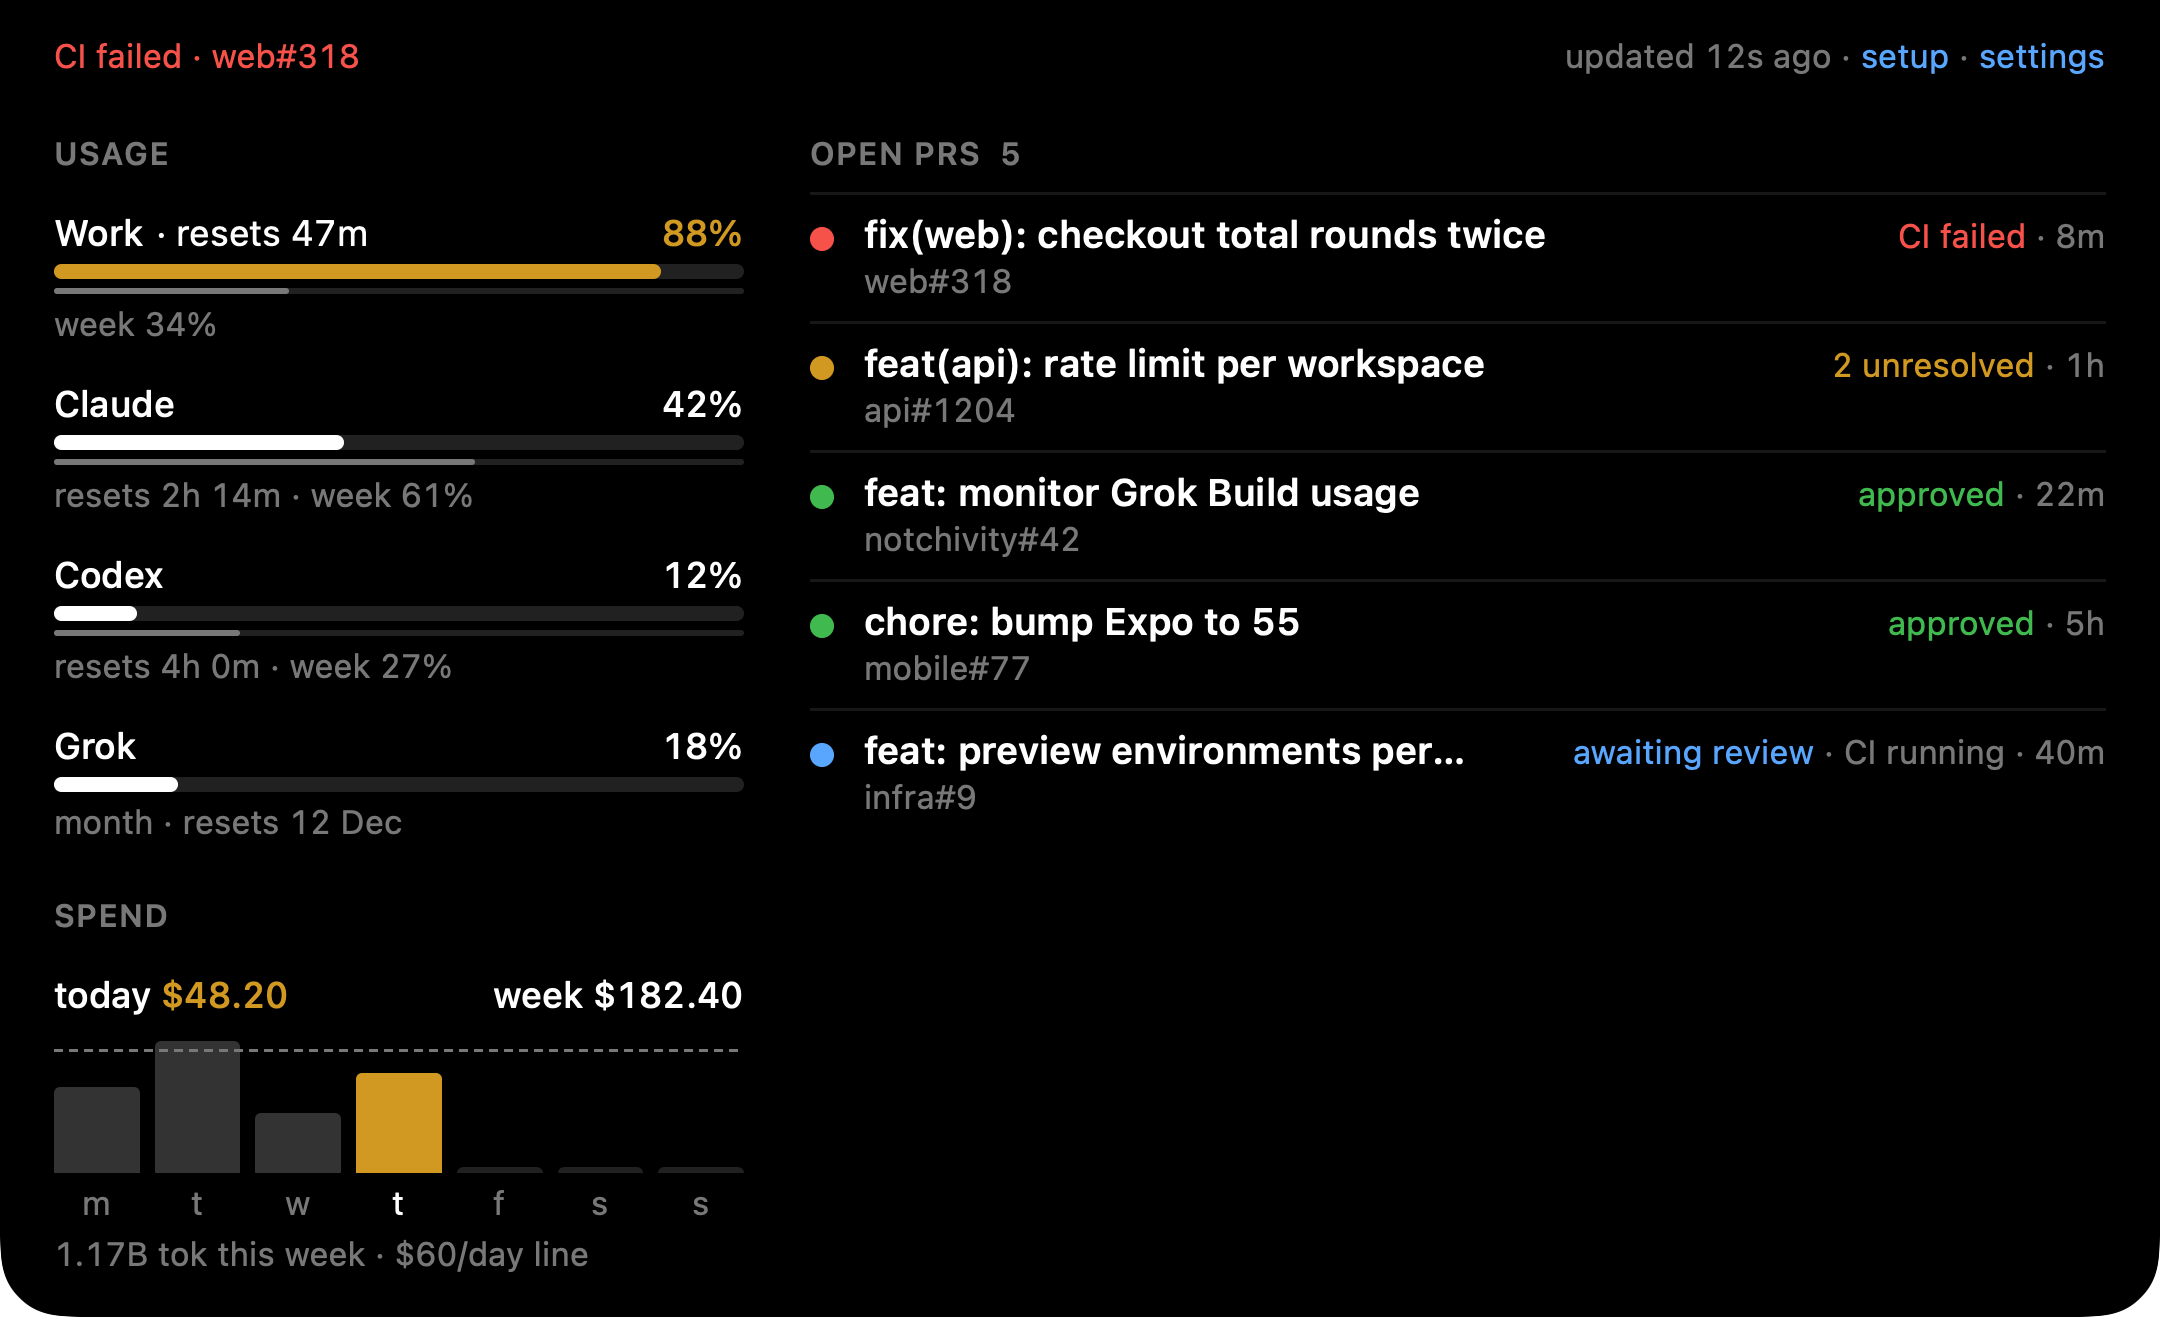 CI failed · web#318
updated 12s ago · setup · settings
USAGE
Work · resets 47m 88%
week 34%
Claude 42%
resets 2h 14m · week 61%
Codex 12%
resets 4h 0m · week 27%
Grok 18%
month · resets 12 Dec
SPEND
today $48.20 week $182.40
m t w t f s s
1.17B tok this week · $60/day line
OPEN PRS 5
fix(web): checkout total rounds twice CI failed · 8m
web#318
feat(api): rate limit per workspace 2 unresolved · 1h
api#1204
feat: monitor Grok Build usage approved · 22m
notchivity#42
chore: bump Expo to 55 approved · 5h
mobile#77
feat: preview environments per... awaiting review · CI running · 40m
infra#9